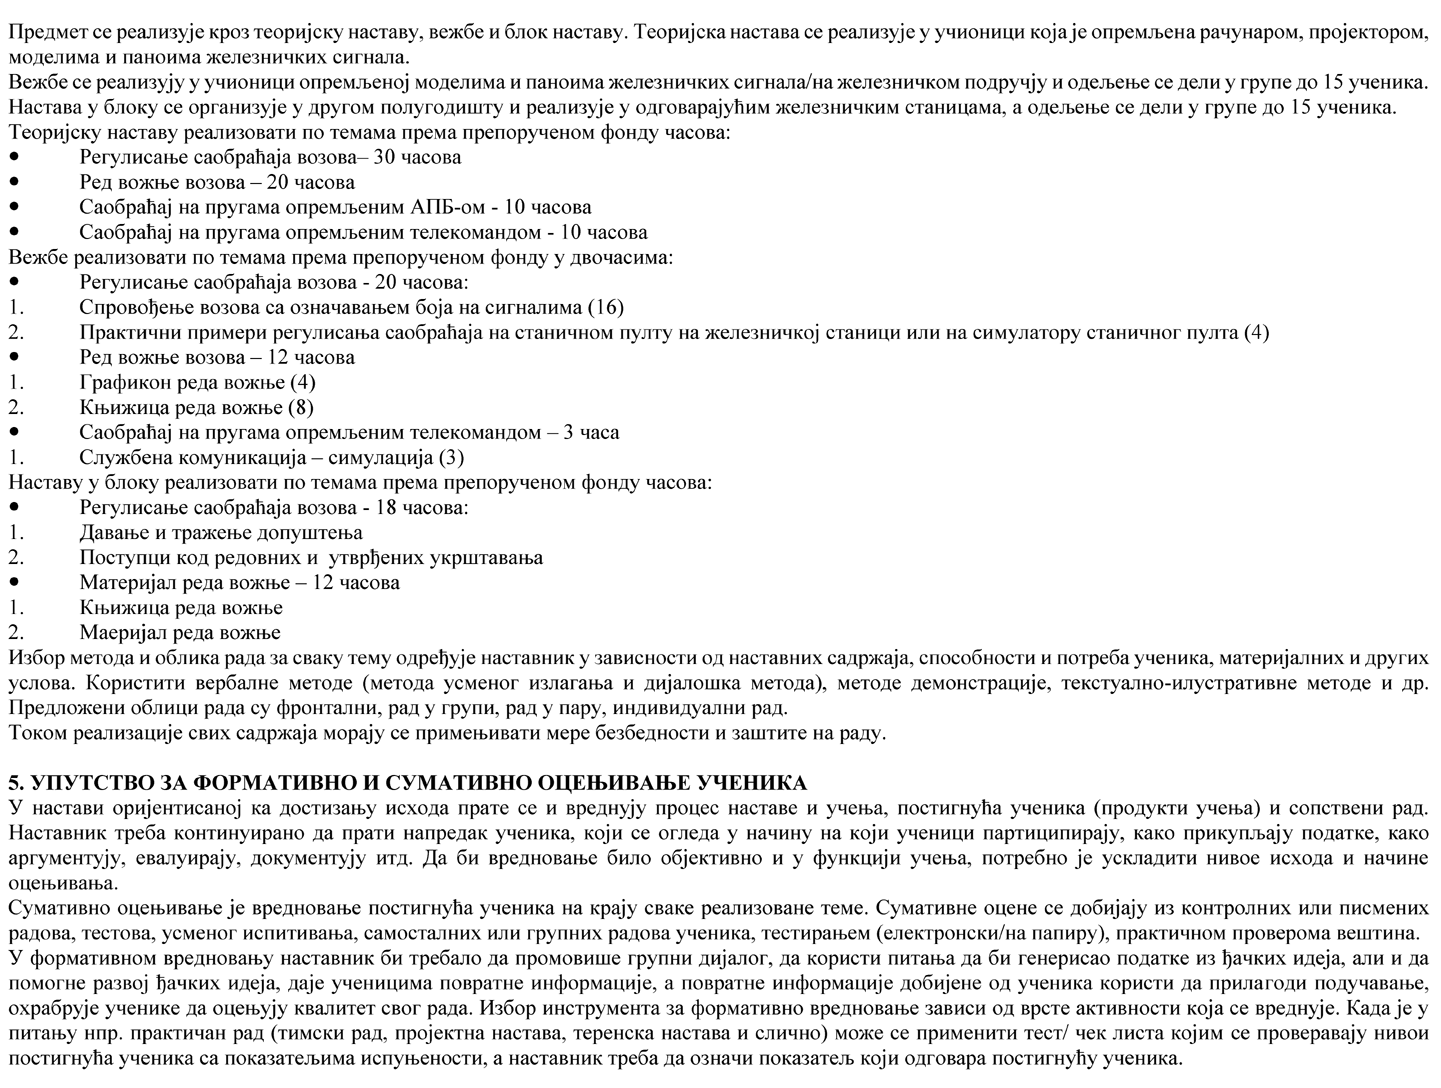 Предмет се реализује кроз теоријску наставу, вежбе и блок наставу. Теоријска настава се реализује у учионици која је опремљена рачунаром, пројектором,
моделима и паноима железничких сигнала.
Вежбе се реализују у учионици опремљеној моделима и паноима железничких сигнала/на железничком подручју и одељење се дели у групе до 15 ученика.
Настава у блоку се организује у другом полугодишту и реализује у одговарајућим железничким станицама, а одељење се дели у групе до 15 ученика.
Теоријску наставу реализовати по темама према препорученом фонду часова:
• Регулисање саобраћаја возова– 30 часова
• Ред вожње возова – 20 часова
• Саобраћај на пругама опремљеним АПБ-ом - 10 часова
• Саобраћај на пругама опремљеним телекомандом - 10 часова
Вежбе реализовати по темама према препорученом фонду у двочасима:
• Регулисање саобраћаја возова - 20 часова:
1. Спровођење возова са означавањем боја на сигналима (16)
2. Практични примери регулисања саобраћаја на станичном пулту на железничкој станици или на симулатору станичног пулта (4)
• Ред вожње возова – 12 часова
1. Графикон реда вожње (4)
2. Књижица реда вожње (8)
• Саобраћај на пругама опремљеним телекомандом – 3 часа
1. Службена комуникација – симулација (3)
Наставу у блоку реализовати по темама према препорученом фонду часова:
• Регулисање саобраћаја возова - 18 часова:
1. Давање и тражење допуштења
2. Поступци код редовних и утврђених укрштавања
• Материјал реда вожње – 12 часова
1. Књижица реда вожње
2. Маеријал реда вожње
Избор метода и облика рада за сваку тему одређује наставник у зависности од наставних садржаја, способности и потреба ученика, материјалних и других
услова. Користити вербалне методе (метода усменог излагања и дијалошка метода), методе демонстрације, текстуално-илустративне методе и др.
Предложени облици рада су фронтални, рад у групи, рад у пару, индивидуални рад.
Током реализације свих садржаја морају се примењивати мере безбедности и заштите на раду.
5. УПУТСТВО ЗА ФОРМАТИВНО И СУМАТИВНО ОЦЕЊИВАЊЕ УЧЕНИКА
У настави оријентисаној ка достизању исхода прате се и вреднују процес наставе и учења, постигнућа ученика (продукти учења) и сопствени рад.
Наставник треба континуирано да прати напредак ученика, који се огледа у начину на који ученици партиципирају, како прикупљају податке, како
аргументују, евалуирају, документују итд. Да би вредновање било објективно и у функцији учења, потребно је ускладити нивое исхода и начине
оцењивања.
Сумативно оцењивање је вредновање постигнућа ученика на крају сваке реализоване теме. Сумативне оцене се добијају из контролних или писмених
радова, тестова, усменог испитивања, самосталних или групних радова ученика, тестирањем (електронски/на папиру), практичном провером вештина.
У формативном вредновању наставник би требало да промовише групни дијалог, да користи питања да би генерисао податке из ђачких идеја, али и да
помогне развој ђачких идеја, даје ученицима повратне информације, а повратне информације добијене од ученика користи да прилагоди подучавање,
охрабрује ученике да оцењују квалитет свог рада. Избор инструмента за формативно вредновање зависи од врсте активности која се вреднује. Када је у
питању нпр. практичан рад (тимски рад, пројектна настава, теренска настава и слично) може се применити тест/ чек листа којим се проверавају нивои
постигнућа ученика са показатељима испуњености, а наставник треба да означи показатељ који одговара постигнућу ученика.